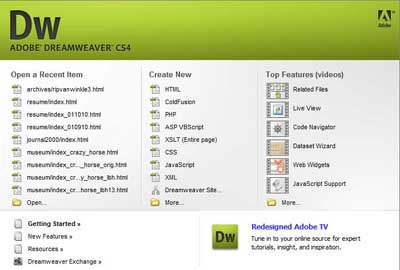 Dw
ADOBE® DREAMWEAVER® CS4
Adobe
Open a Recent Item
archives/ripvanwinkle3.html
resume/index.html
resume/index_011010.html
resume/index_010910.html
journal2000/index.html
museum/index_crazy_horse.html
museum/index_cr..._horse_orig.html
museum/index_cr...y_horse_lbh.html
museum/index_c...horse_lbh13.html
Open...
Create New
HTML
ColdFusion
PHP
ASP VBScript
XSLT (Entire page)
CSS
JavaScript
XML
Dreamweaver Site...
More...
Top Features (videos)
Related Files
Live View
Code Navigator
Dataset Wizard
Web Widgets
JavaScript Support
More...
Getting Started »
New Features »
Resources »
Dreamweaver Exchange »
Dw
Redesigned Adobe TV
Tune in to your online source for expert
tutorials, insight, and inspiration.